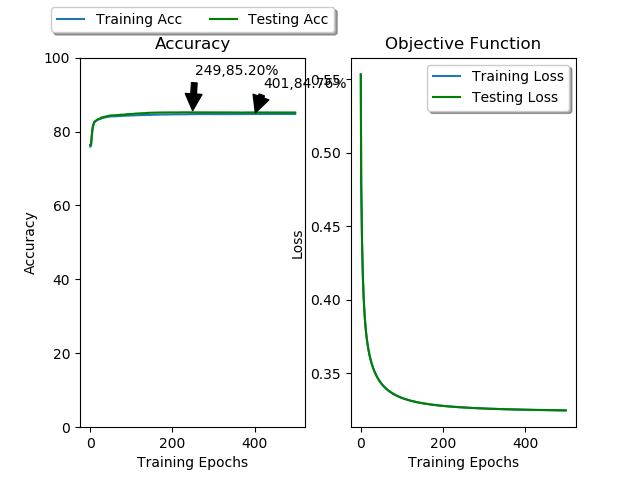 Training Acc Testing Acc
Accuracy
249,85.20%
401,84.76%
100
80
60
40
20
0
Accuracy
0 200 400
Training Epochs
Objective Function
Training Loss
Testing Loss
0.55
0.50
0.45
0.40
0.35
Loss
0 200 400
Training Epochs